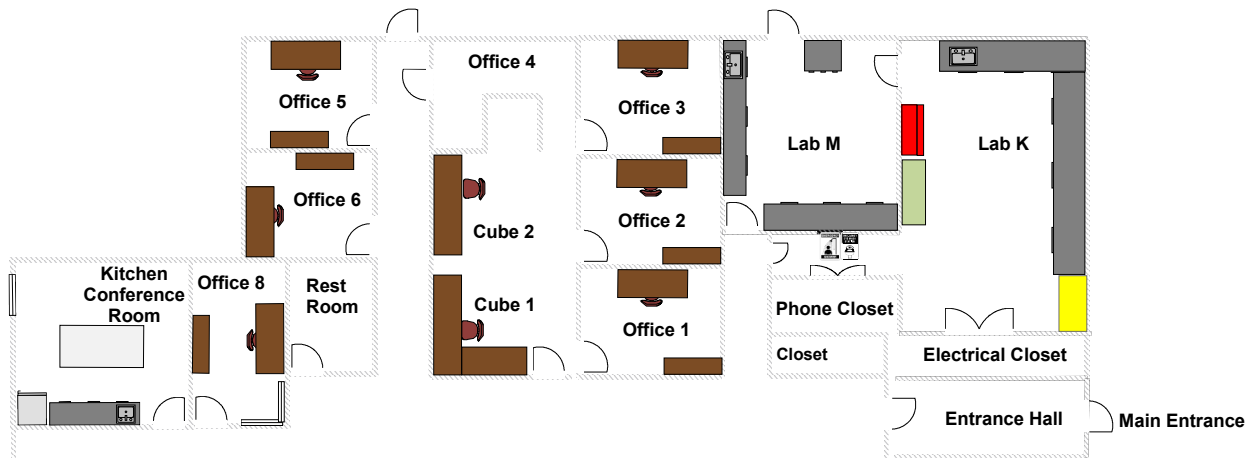 Office 4
Office 5
Office 3
Lab M
Lab K
Office 6
Office 2
Cube 2
Kitchen
Conference
Room
Office 8
Rest
Room
Cube 1
Office 1
Phone Closet
Closet
Electrical Closet
Entrance Hall
Main Entrance